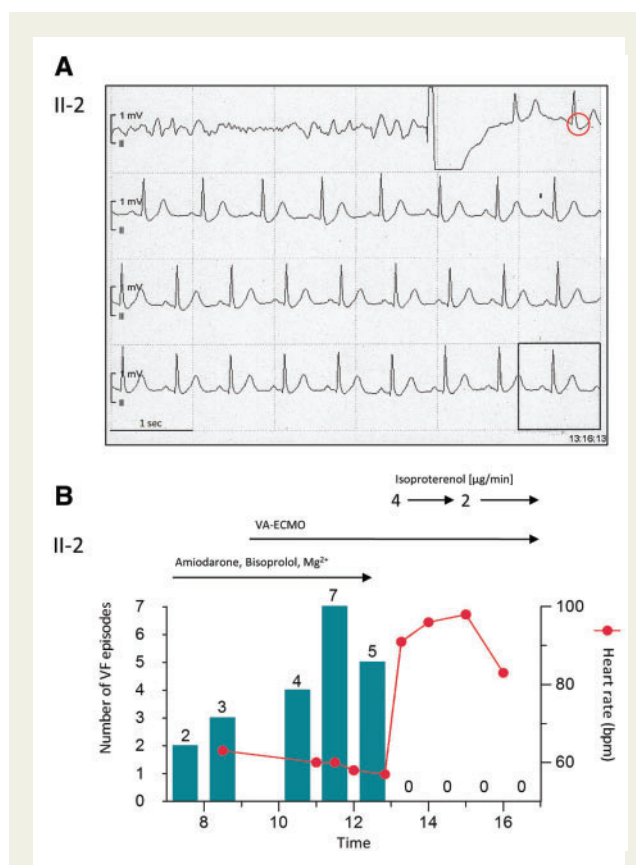 A
II-2
1 mV
II
1 mV
II
1 mV
II
1 mV
II
1 sec
13:16:13
B
II-2
Isoproterenol [µg/min]
4 2
VA-ECMO
Amiodarone, Bisoprolol, Mg²⁺
Number of VF episodes
7
6
5
4
3
2
1
0
2
3
4
7
5
0 0 0 0
100
80
60
Heart rate (bpm)
8 10 12 14 16
Time